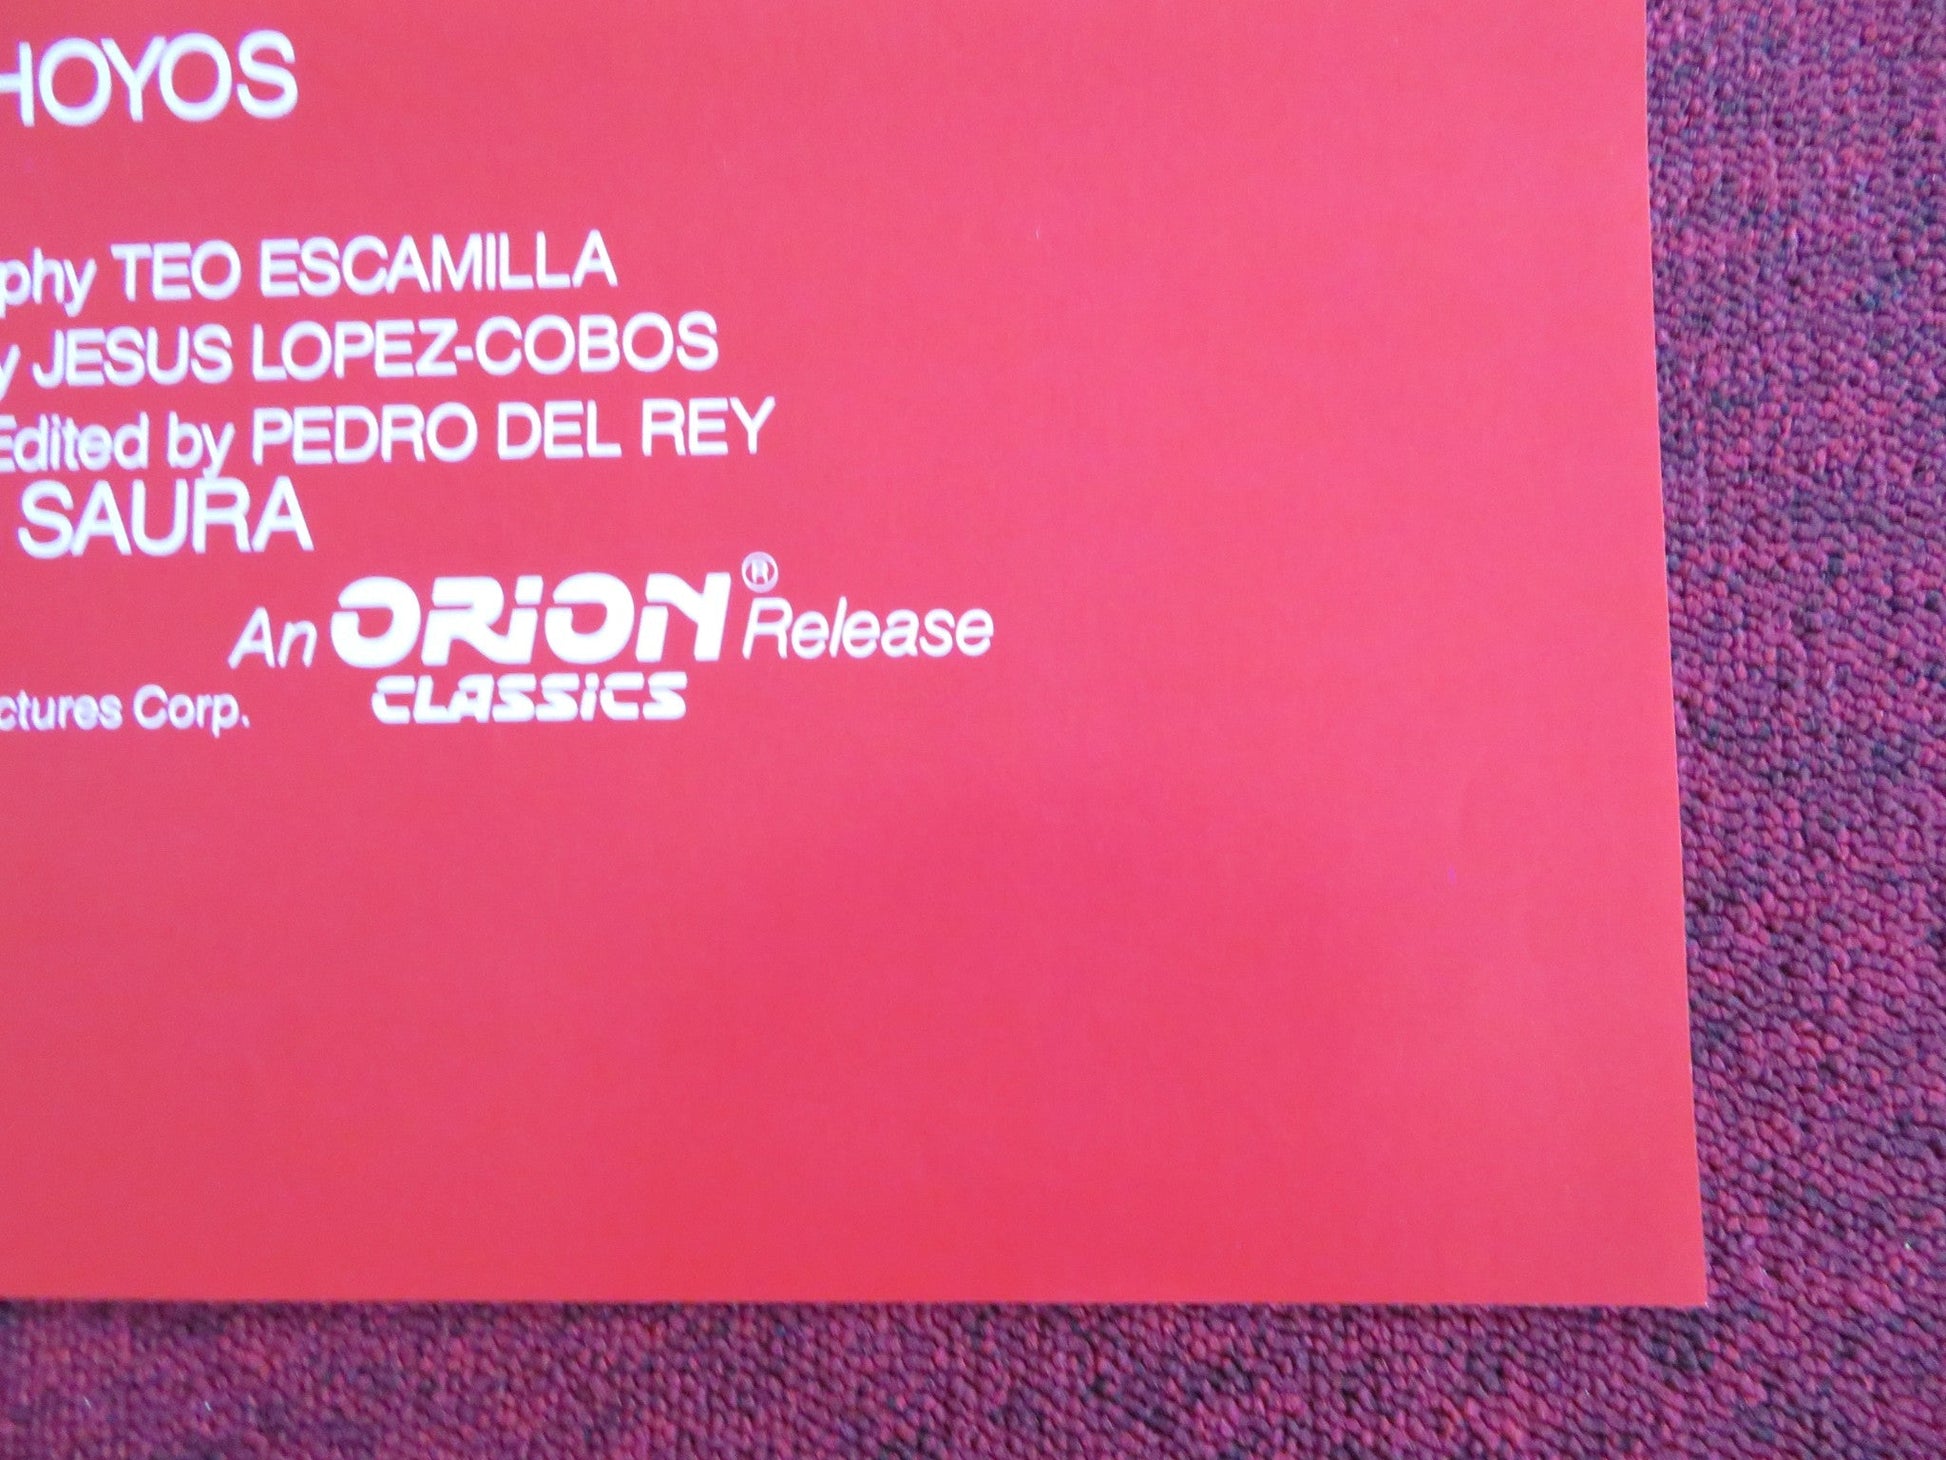 HOYOS
phy TEO ESCAMILLA
y JESUS LOPEZ-COBOS
Edited by PEDRO DEL REY
SAURA
An ORiON® Release
CLASSiCS
ctures Corp.